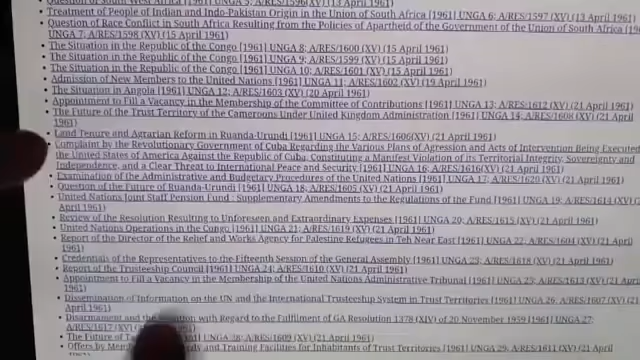 Question of South West Africa [1961] UNGA 5; A/RES/1596(XV) (13 April 1961)
Treatment of People of Indian and Indo-Pakistan Origin in the Union of South Africa [1961] UNGA 6; A/RES/1597 (XV) (13 April 1961)
Question of Race Conflict in South Africa Resulting from the Policies of Apartheid of the Government of the Union of South Africa [196
UNGA 7; A/RES/1598 (XV) (15 April 1961)
The Situation in the Republic of the Congo [1961] UNGA 8; A/RES/1600 (XV) (15 April 1961)
The Situation in the Republic of the Congo [1961] UNGA 9; A/RES/1599 (XV) (15 April 1961)
The Situation in the Republic of the Congo [1961] UNGA 10; A/RES/1601 (XV) (15 April 1961)
Admission of New Members to the United Nations [1961] UNGA 11; A/RES/1602 (XV) (19 April 1961)
The Situation in Angola [1961] UNGA 12; A/RES/1603 (XV) (20 April 1961)
Appointment to Fill a Vacancy in the Membership of the Committee of Contributions [1961] UNGA 13; A/RES/1612 (XV) (21 April 1961)
The Future of the Trust Territory of the Cameroons Under United Kingdom Administration [1961] UNGA 14; A/RES/1608 (XV) (21 April
1961)
Land Tenure and Agrarian Reform in Ruanda-Urundi [1961] UNGA 15; A/RES/1606(XV) (21 April 1961)
Complaint by the Revolutionary Government of Cuba Regarding the Various Plans of Agression and Acts of Intervention Being Executed
the United States of America Against the Republic of Cuba, Constituting a Manifest Violation of its Territorial Integrity, Sovereignty and
Independence, and a Clear Threat to International Peace and Security [1961] UNGA 16; A/RES/1616(XV) (21 April 1961)
Examination of the Administrative and Budgetary Procedures of the United Nations [1961] UNGA 17; A/RES/1620 (XV) (21 April 1961)
Question of the Future of Ruanda-Urundi [1961] UNGA 18; A/RES/1605 (XV) (21 April 1961)
United Nations Joint Staff Pension Fund : Supplementary Amendments to the Regulations of the Fund [1961] UNGA 19; A/RES/1614 (XV) (2
April 1961)
Review of the Resolution Resulting to Unforeseen and Extraordinary Expenses [1961] UNGA 20; A/RES/1615 (XV) (21 April 1961)
United Nations Operations in the Congo [1961] UNGA 21; A/RES/1619 (XV) (21 April 1961)
Report of the Director of the Relief and Works Agency for Palestine Refugees in Teh Near East [1961] UNGA 22; A/RES/1604 (XV) (21 April
1961)
Credentials of the Representatives to the Fifteenth Session of the General Assembly [1961] UNGA 23; A/RES/1618 (XV) (21 April 1961)
Report of the Trusteeship Council [1961] UNGA 24; A/RES/1610 (XV) (21 April 1961)
Appointment to Fill a Vacancy in the Membership of the United Nations Administrative Tribunal [1961] UNGA 25; A/RES/1613 (XV) (21 April
1961)
Dissemination of Information on the UN and the International Trusteeship System in Trust Territories [1961] UNGA 26; A/RES/1607 (XV) (21
April 1961)
Disarmament and the with Regard to the Fulfilment of GA Resolution 1378 (XIV) of 20 November 1959 [1961] UNGA 27;
A/RES/1617 (XV) 1961)
The Future of [1961] UNGA 28; A/RES/1609 (XV) (21 April 1961)
Offers by and Training Facilities for Inhabitants of Trust Territories [1961] UNGA 29; A/RES/1611 (XV) (21 April